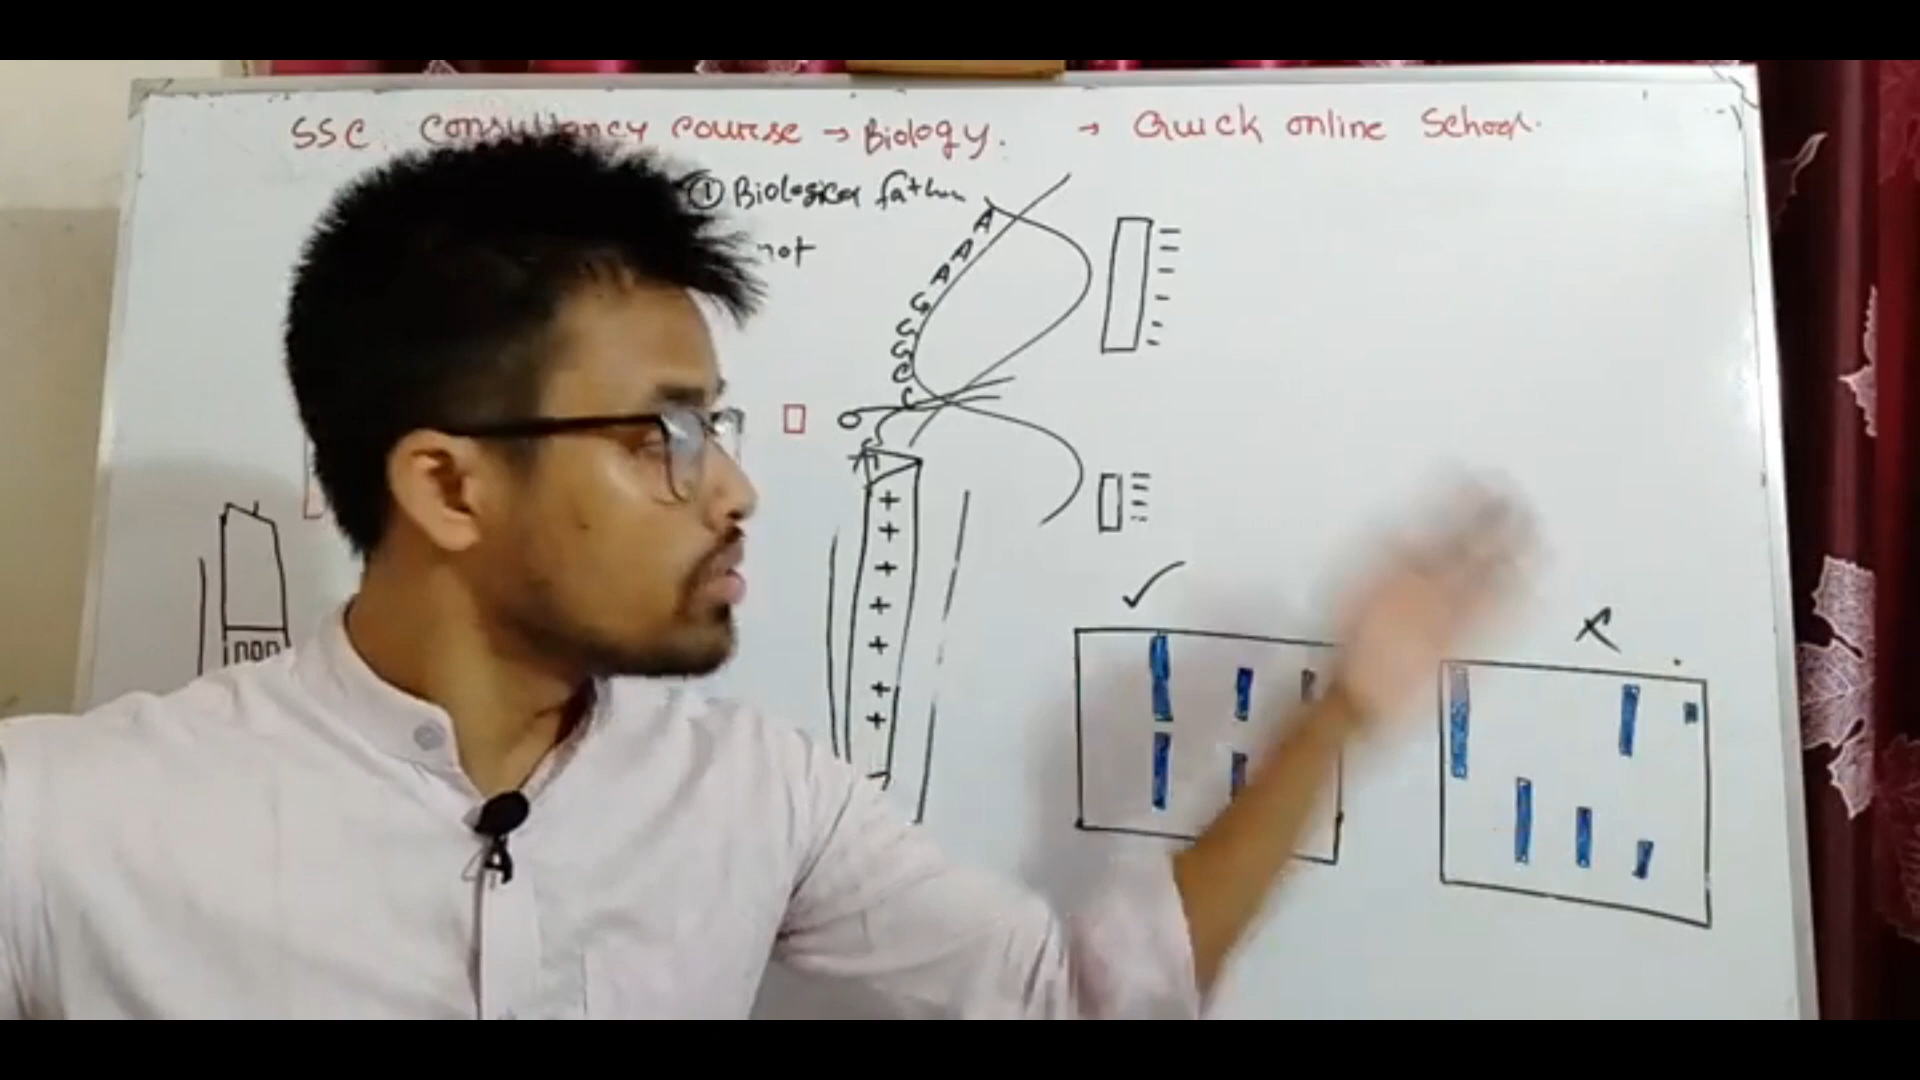 SSC Consultancy course → Biology. → Quick online School.
① Biological father
not
A
A
A
G
G
G
C
C
+
+
+
+
+
+
+